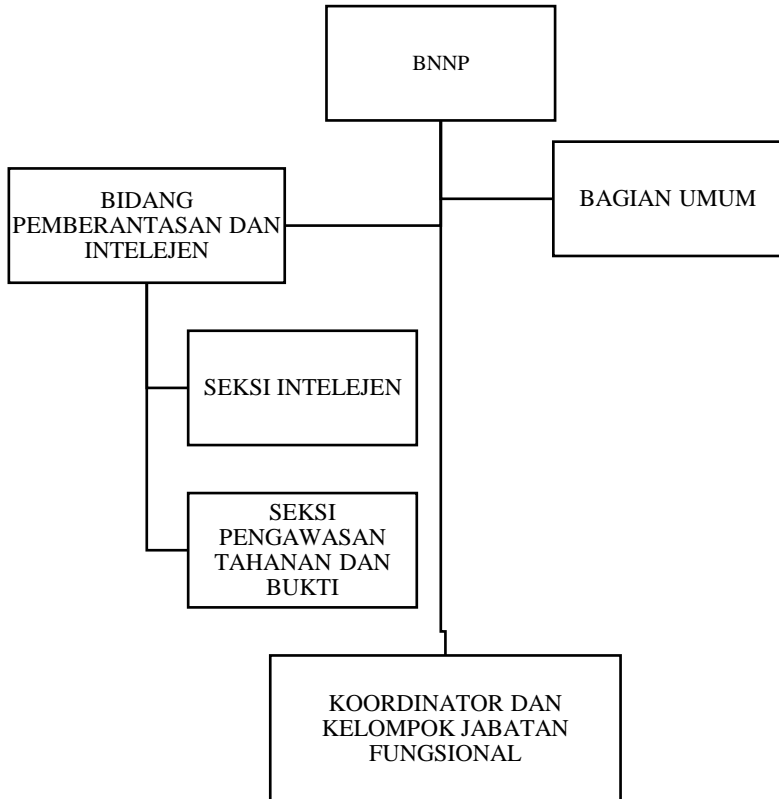 BNNP
BAGIAN UMUM
BIDANG
PEMBERANTASAN DAN
INTELEJEN
SEKSI INTELEJEN
SEKSI
PENGAWASAN
TAHANAN DAN
BUKTI
KOORDINATOR DAN
KELOMPOK JABATAN
FUNGSIONAL